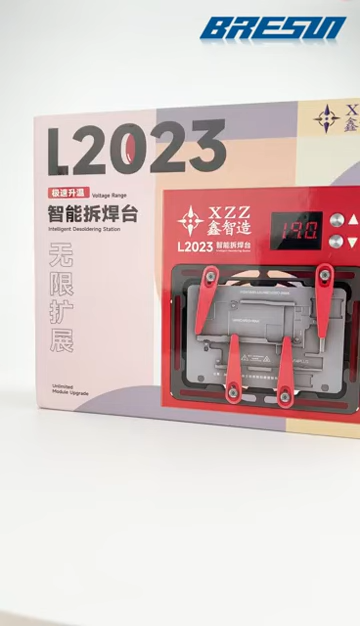 BRESUN
L2023
极速升温 Voltage Range
智能拆焊台
Intelligent Desoldering Station
无限扩展
Unlimited
Module Upgrade
X
鑫
XZZ
鑫智造
L2023 智能拆焊台
190